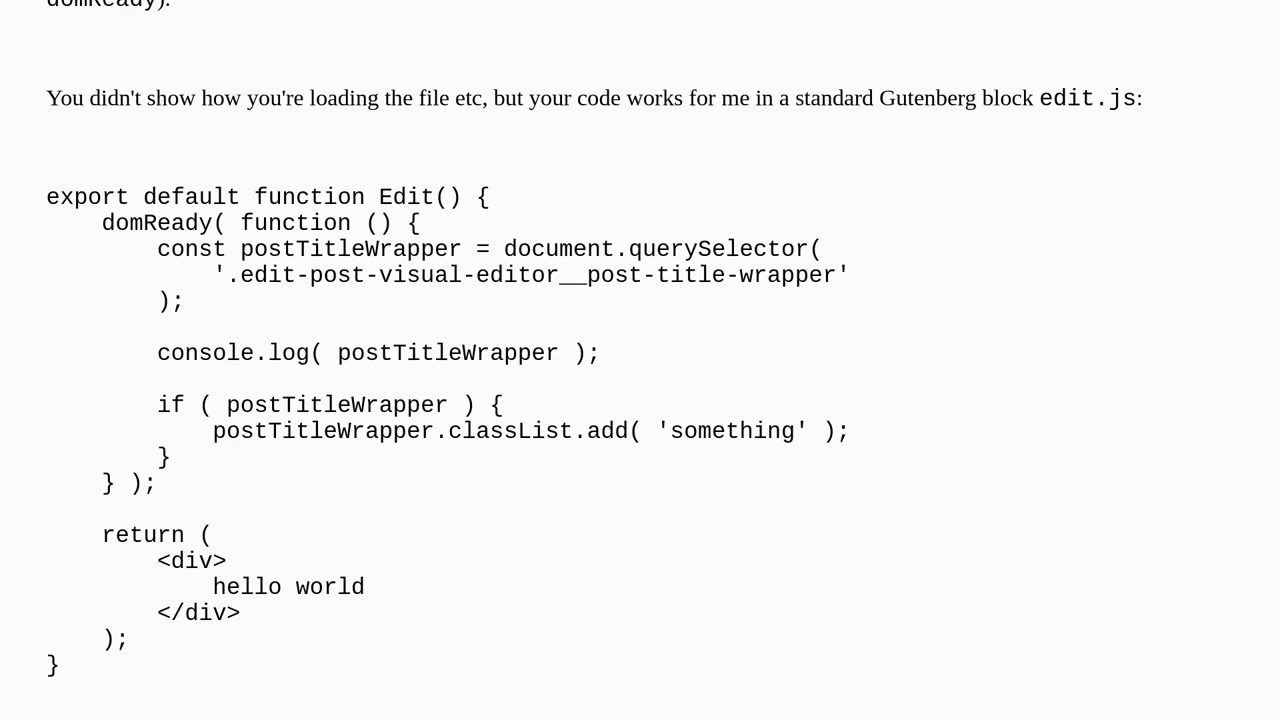 domReady).
You didn't show how you're loading the file etc, but your code works for me in a standard Gutenberg block edit.js:
export default function Edit() {
    domReady( function () {
        const postTitleWrapper = document.querySelector(
            '.edit-post-visual-editor__post-title-wrapper'
        );
        console.log( postTitleWrapper );
        if ( postTitleWrapper ) {
            postTitleWrapper.classList.add( 'something' );
        }
    } );
    return (
        <div>
            hello world
        </div>
    );
}